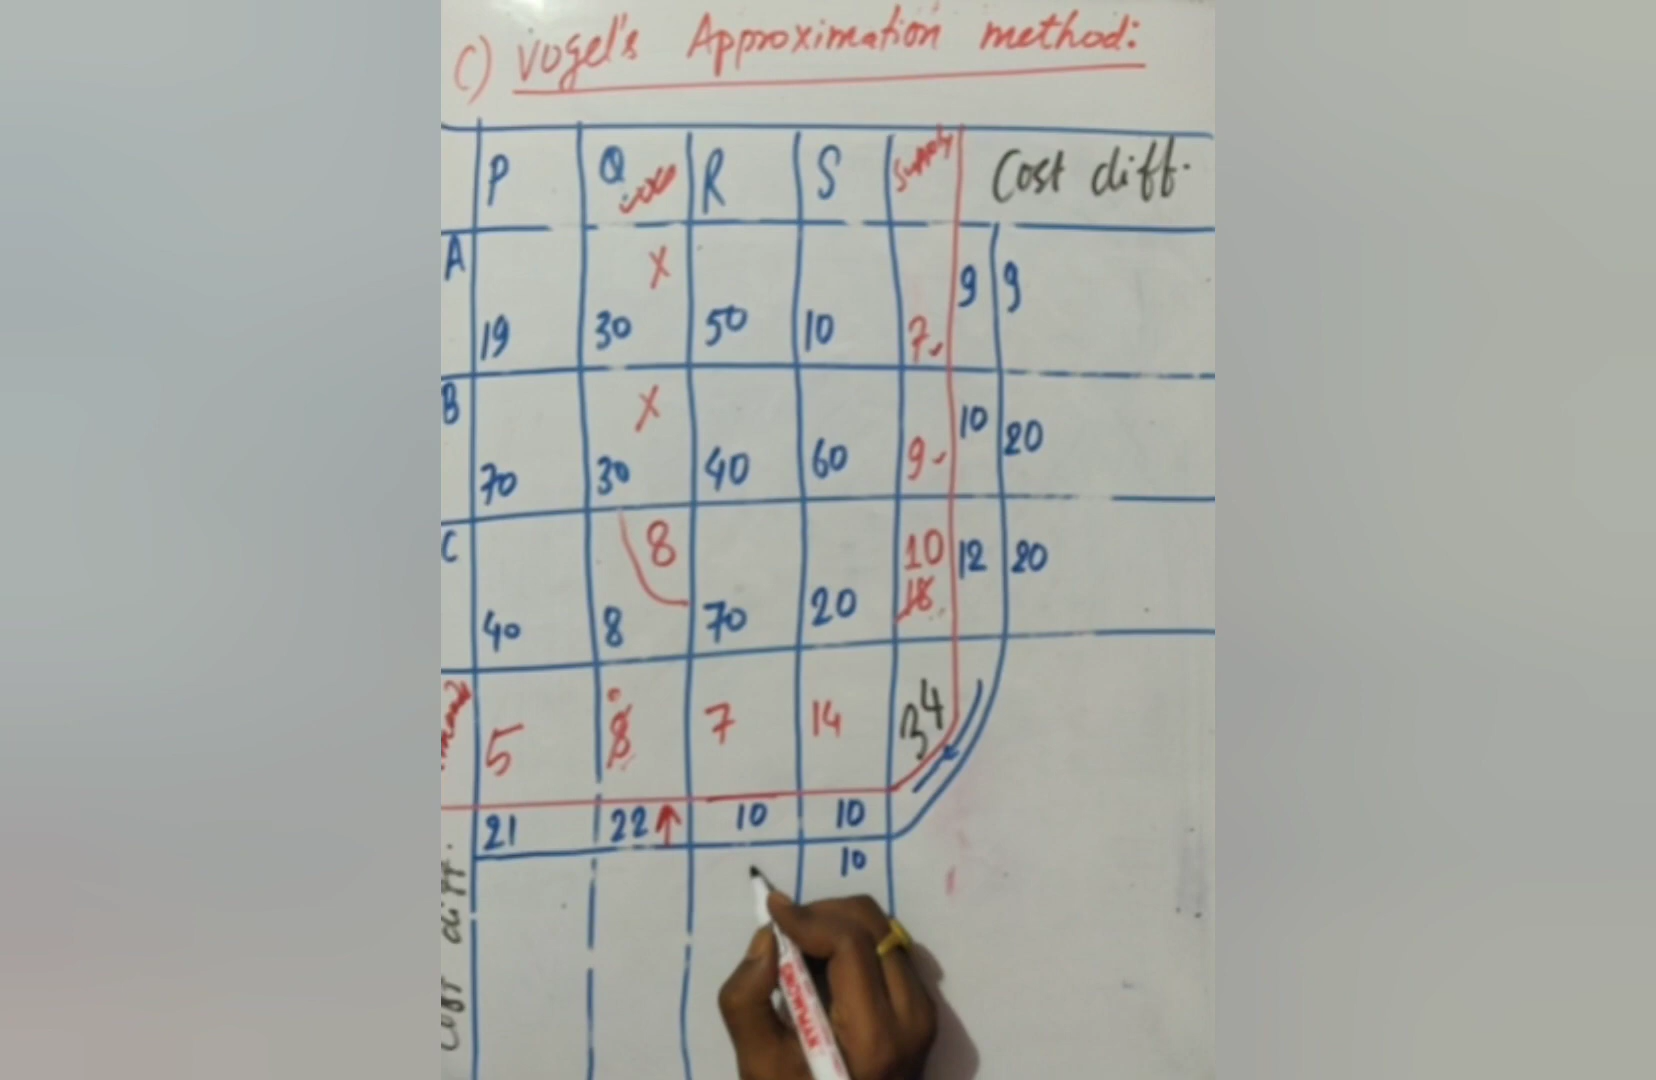 C) Vogel's Approximation method:
P Q R S Supply Cost diff.
A X 9 9
19 30 50 10 7
B X 10 20
70 30 40 60 9
C 8 10 12 20
40 8 70 20 18
5 8 7 14 34
21 22 ↑ 10 10
10
Cost diff.